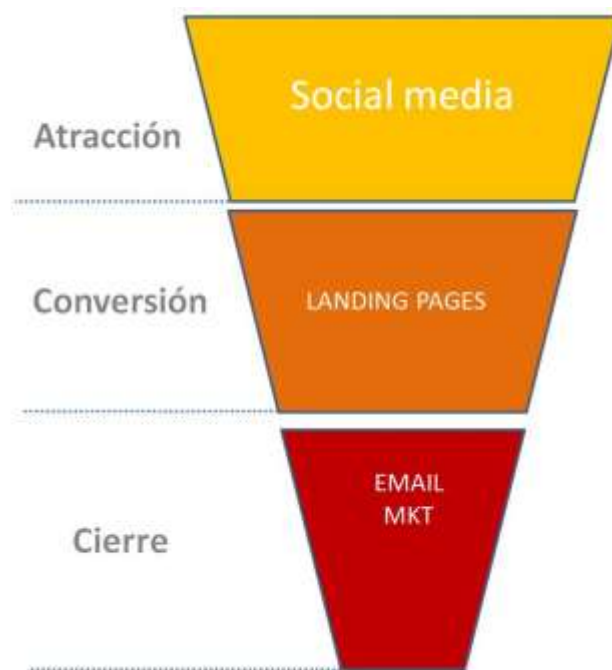 Social media
Atracción
Conversión
LANDING PAGES
EMAIL
MKT
Cierre